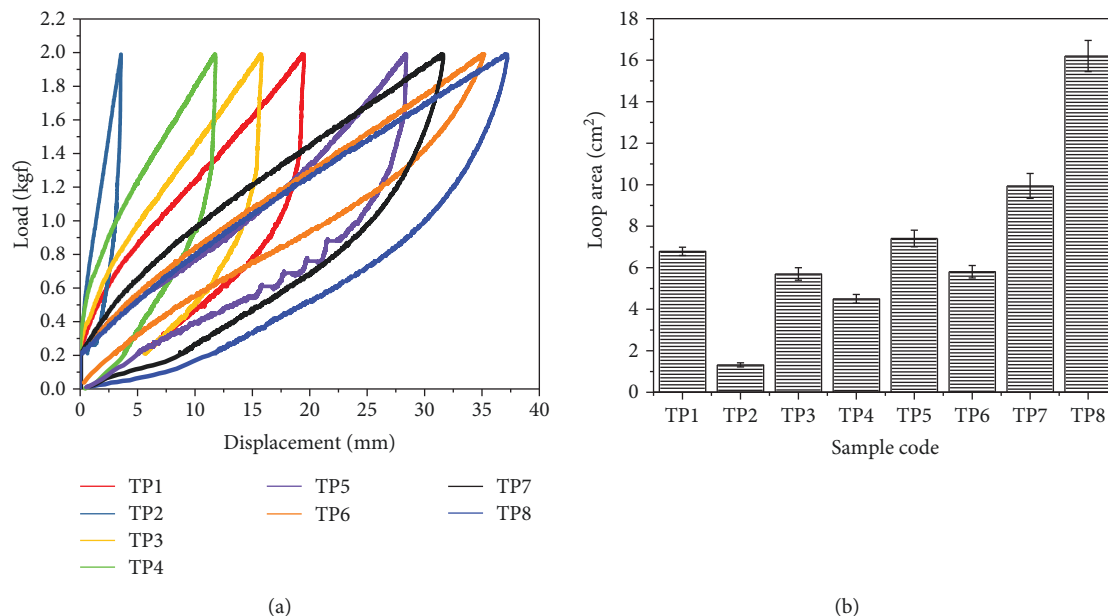 2.2
2.0
1.8
1.6
1.4
1.2
1.0
0.8
0.6
0.4
0.2
0.0
Load (kgf)
0 5 10 15 20 25 30 35 40
Displacement (mm)
TP1
TP2
TP3
TP4
TP5
TP6
TP7
TP8
(a)
18
16
14
12
10
8
6
4
2
0
Loop area (cm²)
TP1 TP2 TP3 TP4 TP5 TP6 TP7 TP8
Sample code
(b)